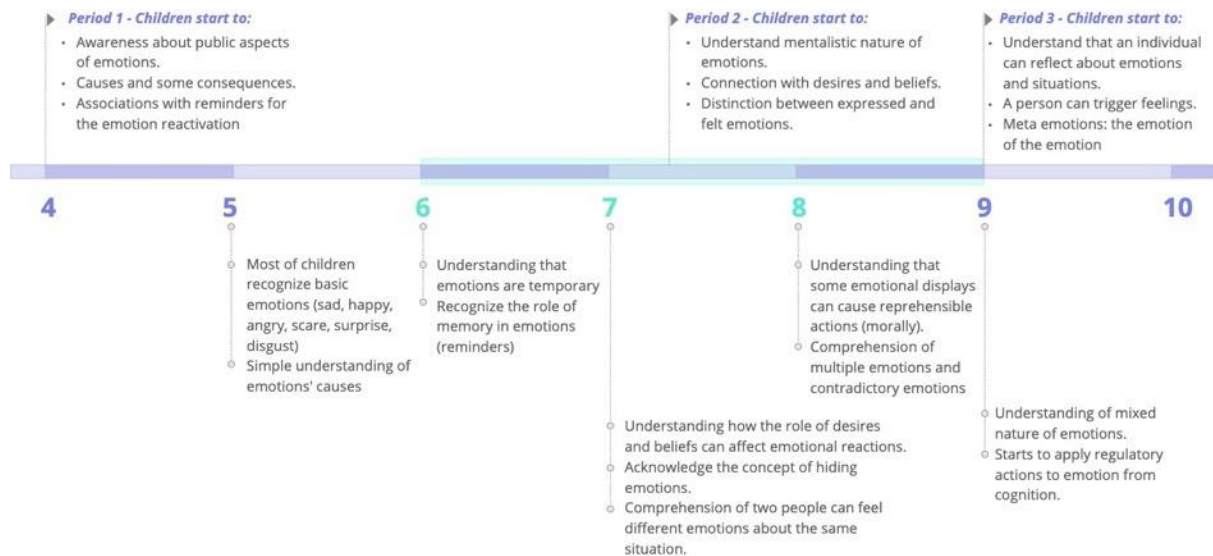 Period 1 - Children start to:
• Awareness about public aspects
of emotions.
• Causes and some consequences.
• Associations with reminders for
the emotion reactivation
Period 2 - Children start to:
• Understand mentalistic nature of
emotions.
• Connection with desires and beliefs.
• Distinction between expressed and
felt emotions.
Period 3 - Children start to:
• Understand that an individual
can reflect about emotions
and situations.
• A person can trigger feelings.
• Meta emotions: the emotion
of the emotion
4
5
6
7
8
9
10
Most of children
recognize basic
emotions (sad, happy,
angry, scare, surprise,
disgust)
Simple understanding of
emotions' causes
Understanding that
emotions are temporary
Recognize the role of
memory in emotions
(reminders)
Understanding how the role of desires
and beliefs can affect emotional reactions.
Acknowledge the concept of hiding
emotions.
Comprehension of two people can feel
different emotions about the same
situation.
Understanding that
some emotional displays
can cause reprehensible
actions (morally).
Comprehension of
multiple emotions and
contradictory emotions
Understanding of mixed
nature of emotions.
Starts to apply regulatory
actions to emotion from
cognition.